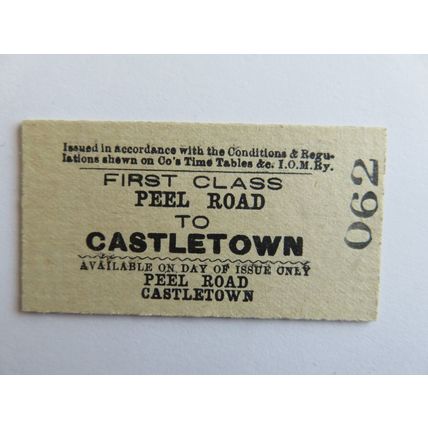 Issued in accordance with the Conditions & Regu-
lations shewn on Co's Time Tables &c. I.O.M.Ry.
FIRST CLASS
PEEL ROAD
TO
CASTLETOWN
AVAILABLE ON DAY OF ISSUE ONLY
PEEL ROAD
CASTLETOWN
062